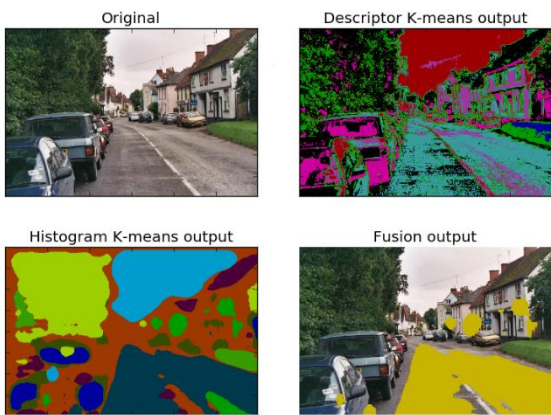 Original
Descriptor K-means output
Histogram K-means output
Fusion output